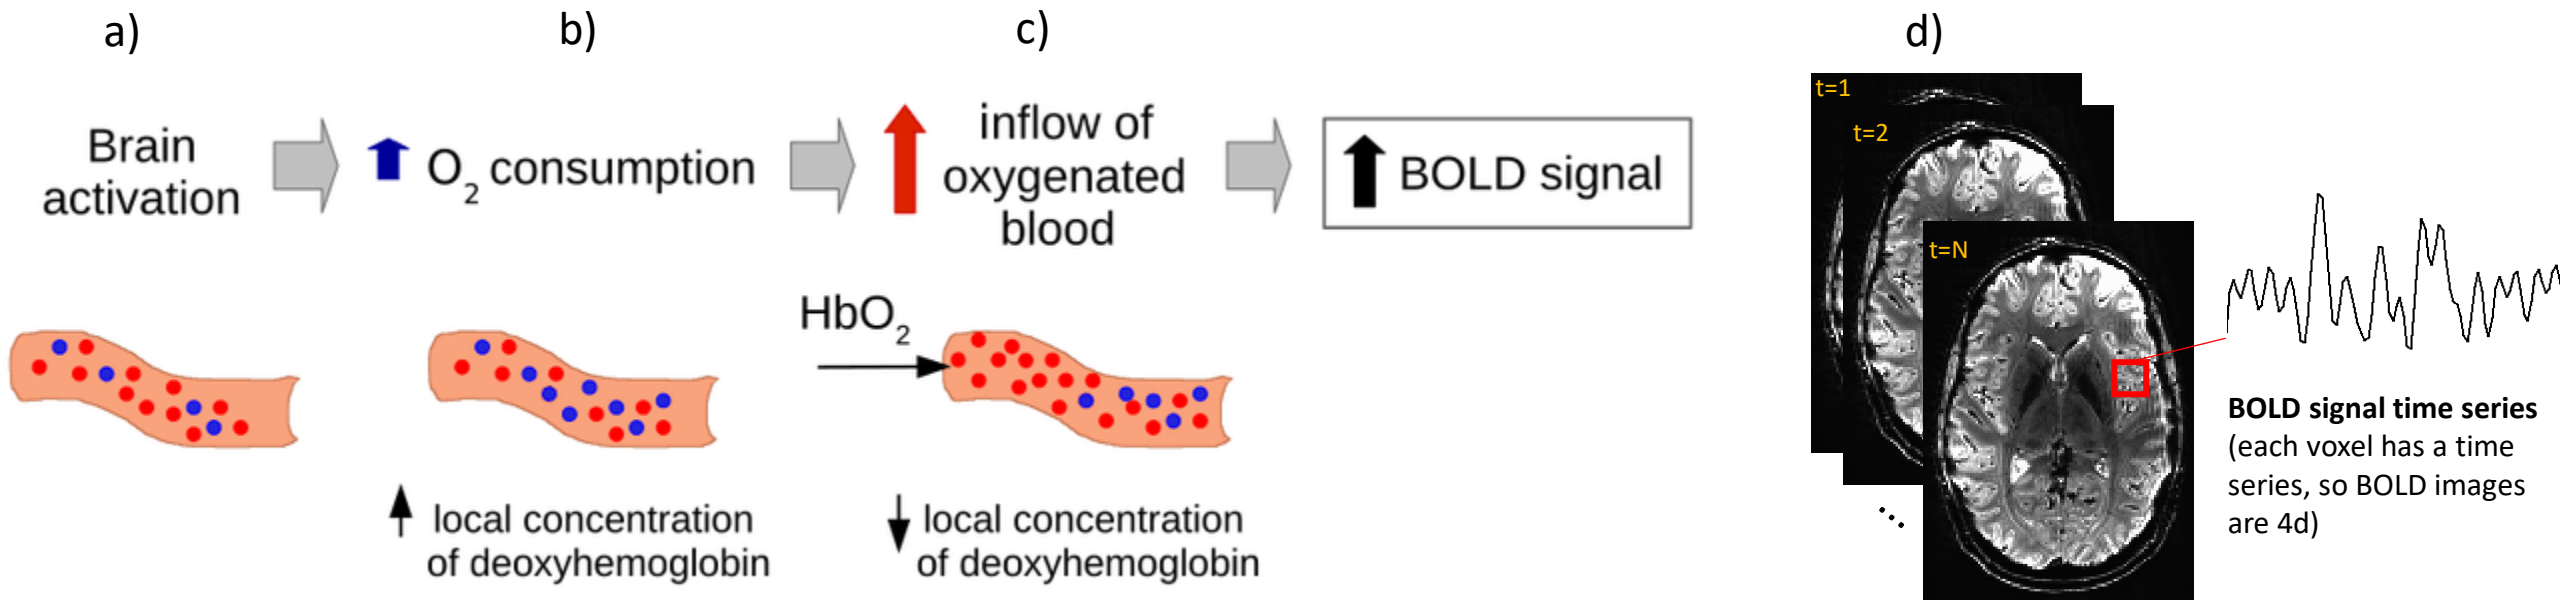 a)
Brain
activation
b)
O2 consumption
local concentration
of deoxyhemoglobin
c)
inflow of
oxygenated
blood
HbO2
local concentration
of deoxyhemoglobin
BOLD signal
d)
t=1
t=2
t=N
...
BOLD signal time series
(each voxel has a time
series, so BOLD images
are 4d)